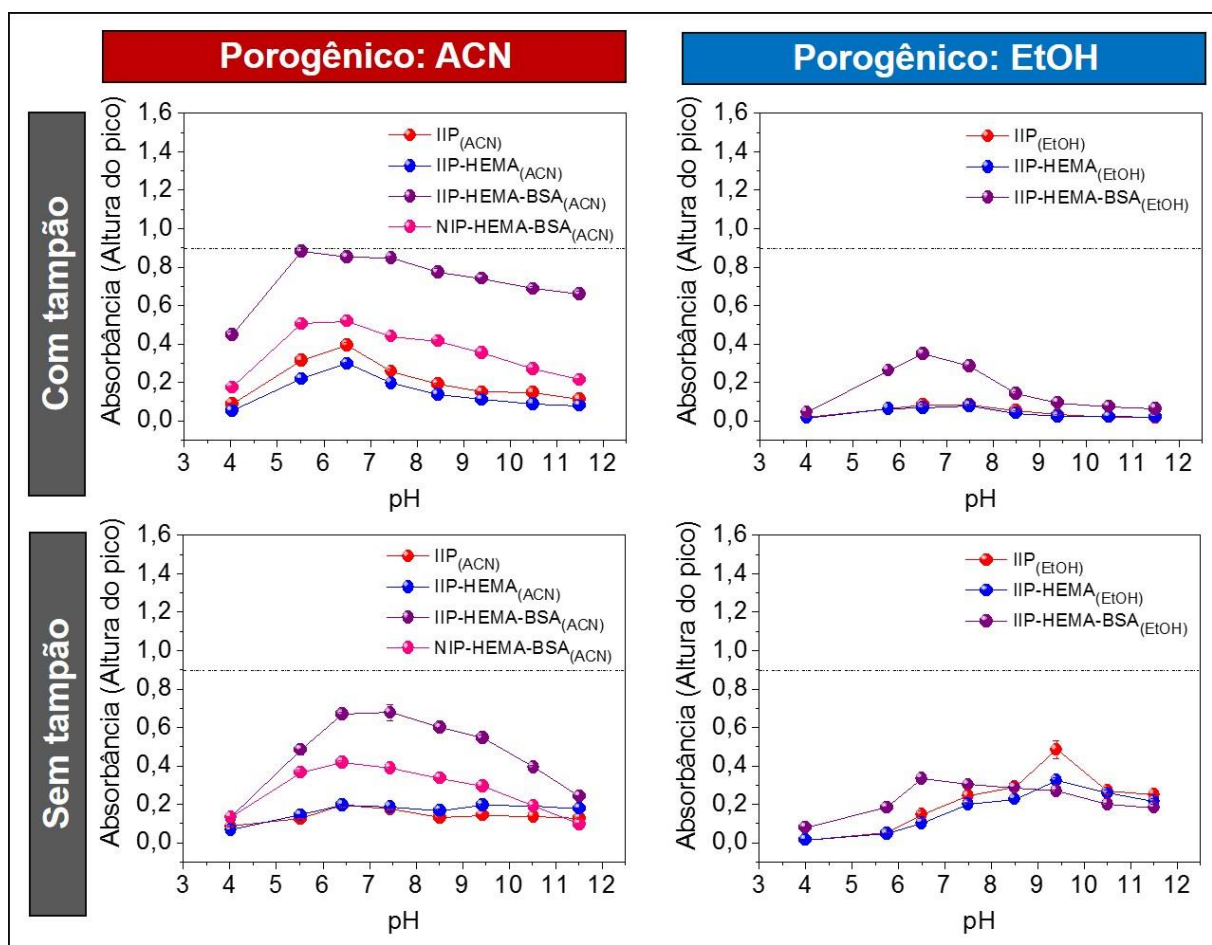 Porogênico: ACN
Porogênico: EtOH
Com tampão
Absorbância (Altura do pico)
1,6
1,4
1,2
1,0
0,8
0,6
0,4
0,2
0,0
IIP(ACN)
IIP-HEMA(ACN)
IIP-HEMA-BSA(ACN)
NIP-HEMA-BSA(ACN)
3 4 5 6 7 8 9 10 11 12
pH
Absorbância (Altura do pico)
1,6
1,4
1,2
1,0
0,8
0,6
0,4
0,2
0,0
IIP(EtOH)
IIP-HEMA(EtOH)
IIP-HEMA-BSA(EtOH)
3 4 5 6 7 8 9 10 11 12
pH
Sem tampão
Absorbância (Altura do pico)
1,6
1,4
1,2
1,0
0,8
0,6
0,4
0,2
0,0
IIP(ACN)
IIP-HEMA(ACN)
IIP-HEMA-BSA(ACN)
NIP-HEMA-BSA(ACN)
3 4 5 6 7 8 9 10 11 12
pH
Absorbância (Altura do pico)
1,6
1,4
1,2
1,0
0,8
0,6
0,4
0,2
0,0
IIP(EtOH)
IIP-HEMA(EtOH)
IIP-HEMA-BSA(EtOH)
3 4 5 6 7 8 9 10 11 12
pH